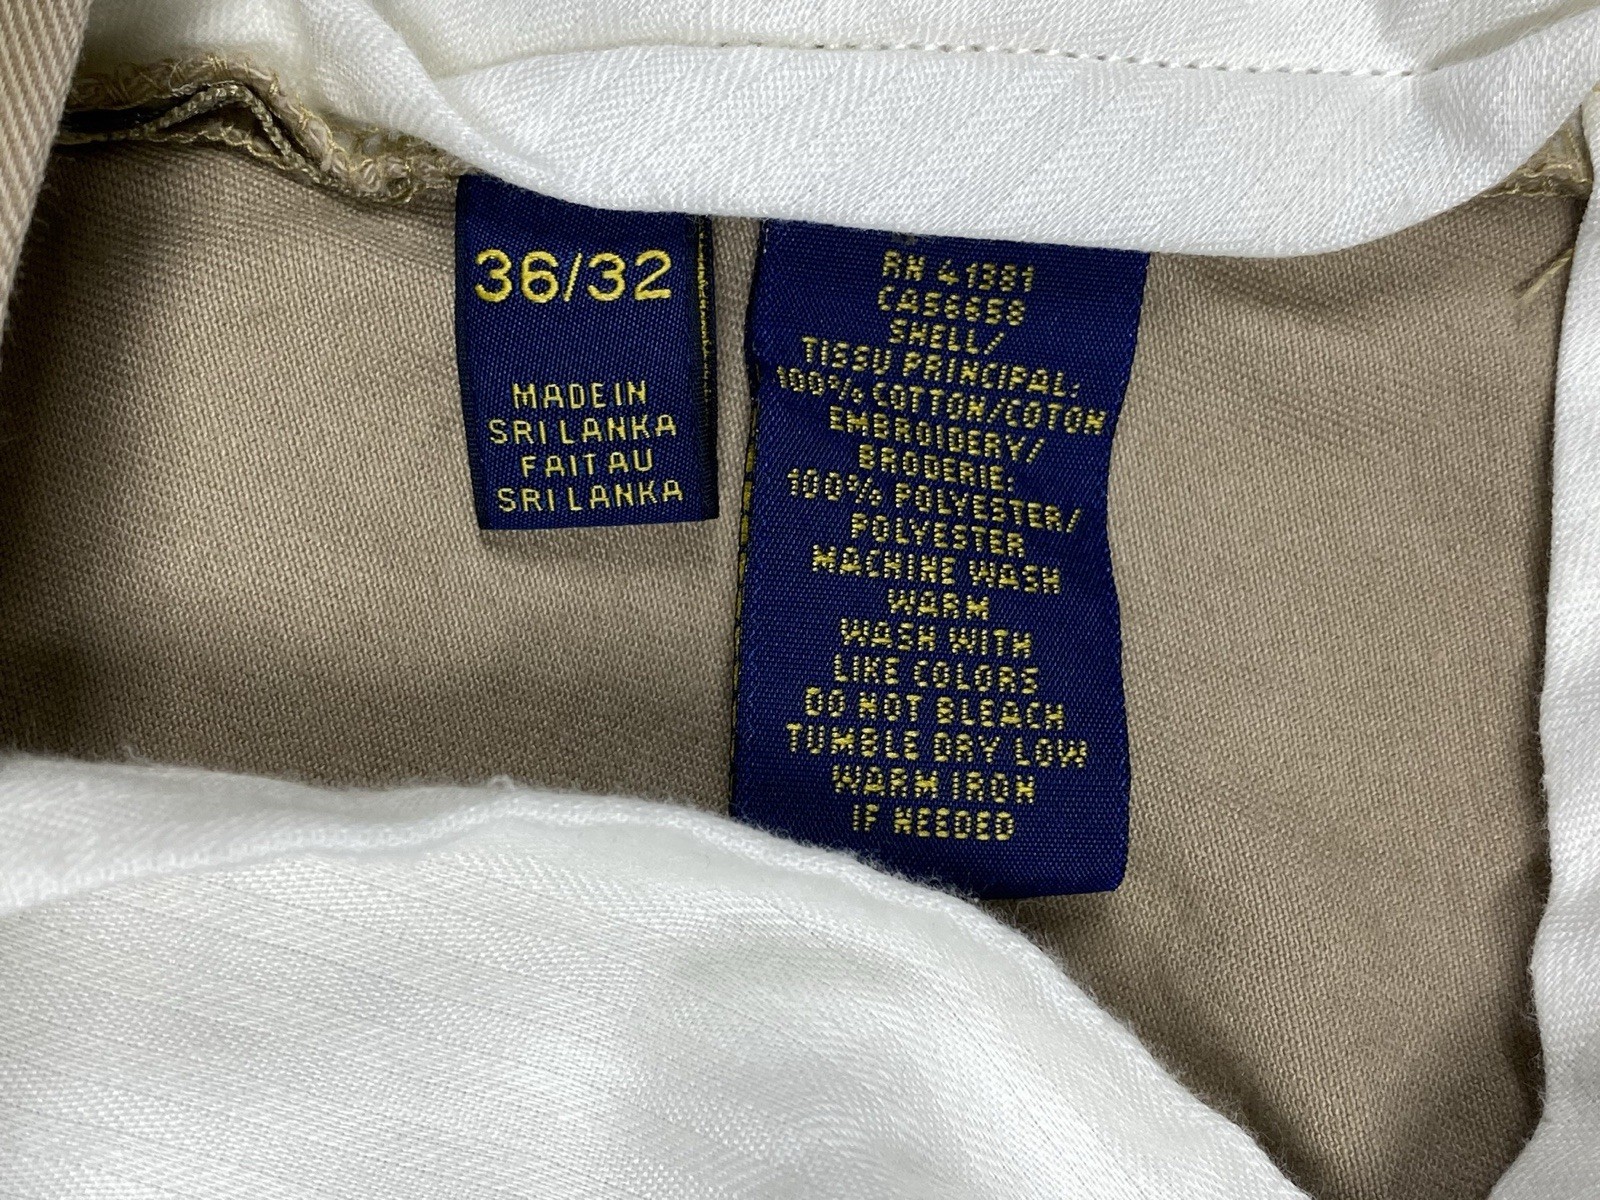 36/32
MADE IN
SRI LANKA
FAIT AU
SRI LANKA
RN 41381
CA56658
SHELL/
TISSU PRINCIPAL:
100% COTTON/COTON
EMBROIDERY/
BRODERIE:
100% POLYESTER/
POLYESTER
MACHINE WASH
WARM
WASH WITH
LIKE COLORS
DO NOT BLEACH
TUMBLE DRY LOW
WARM IRON
IF NEEDED